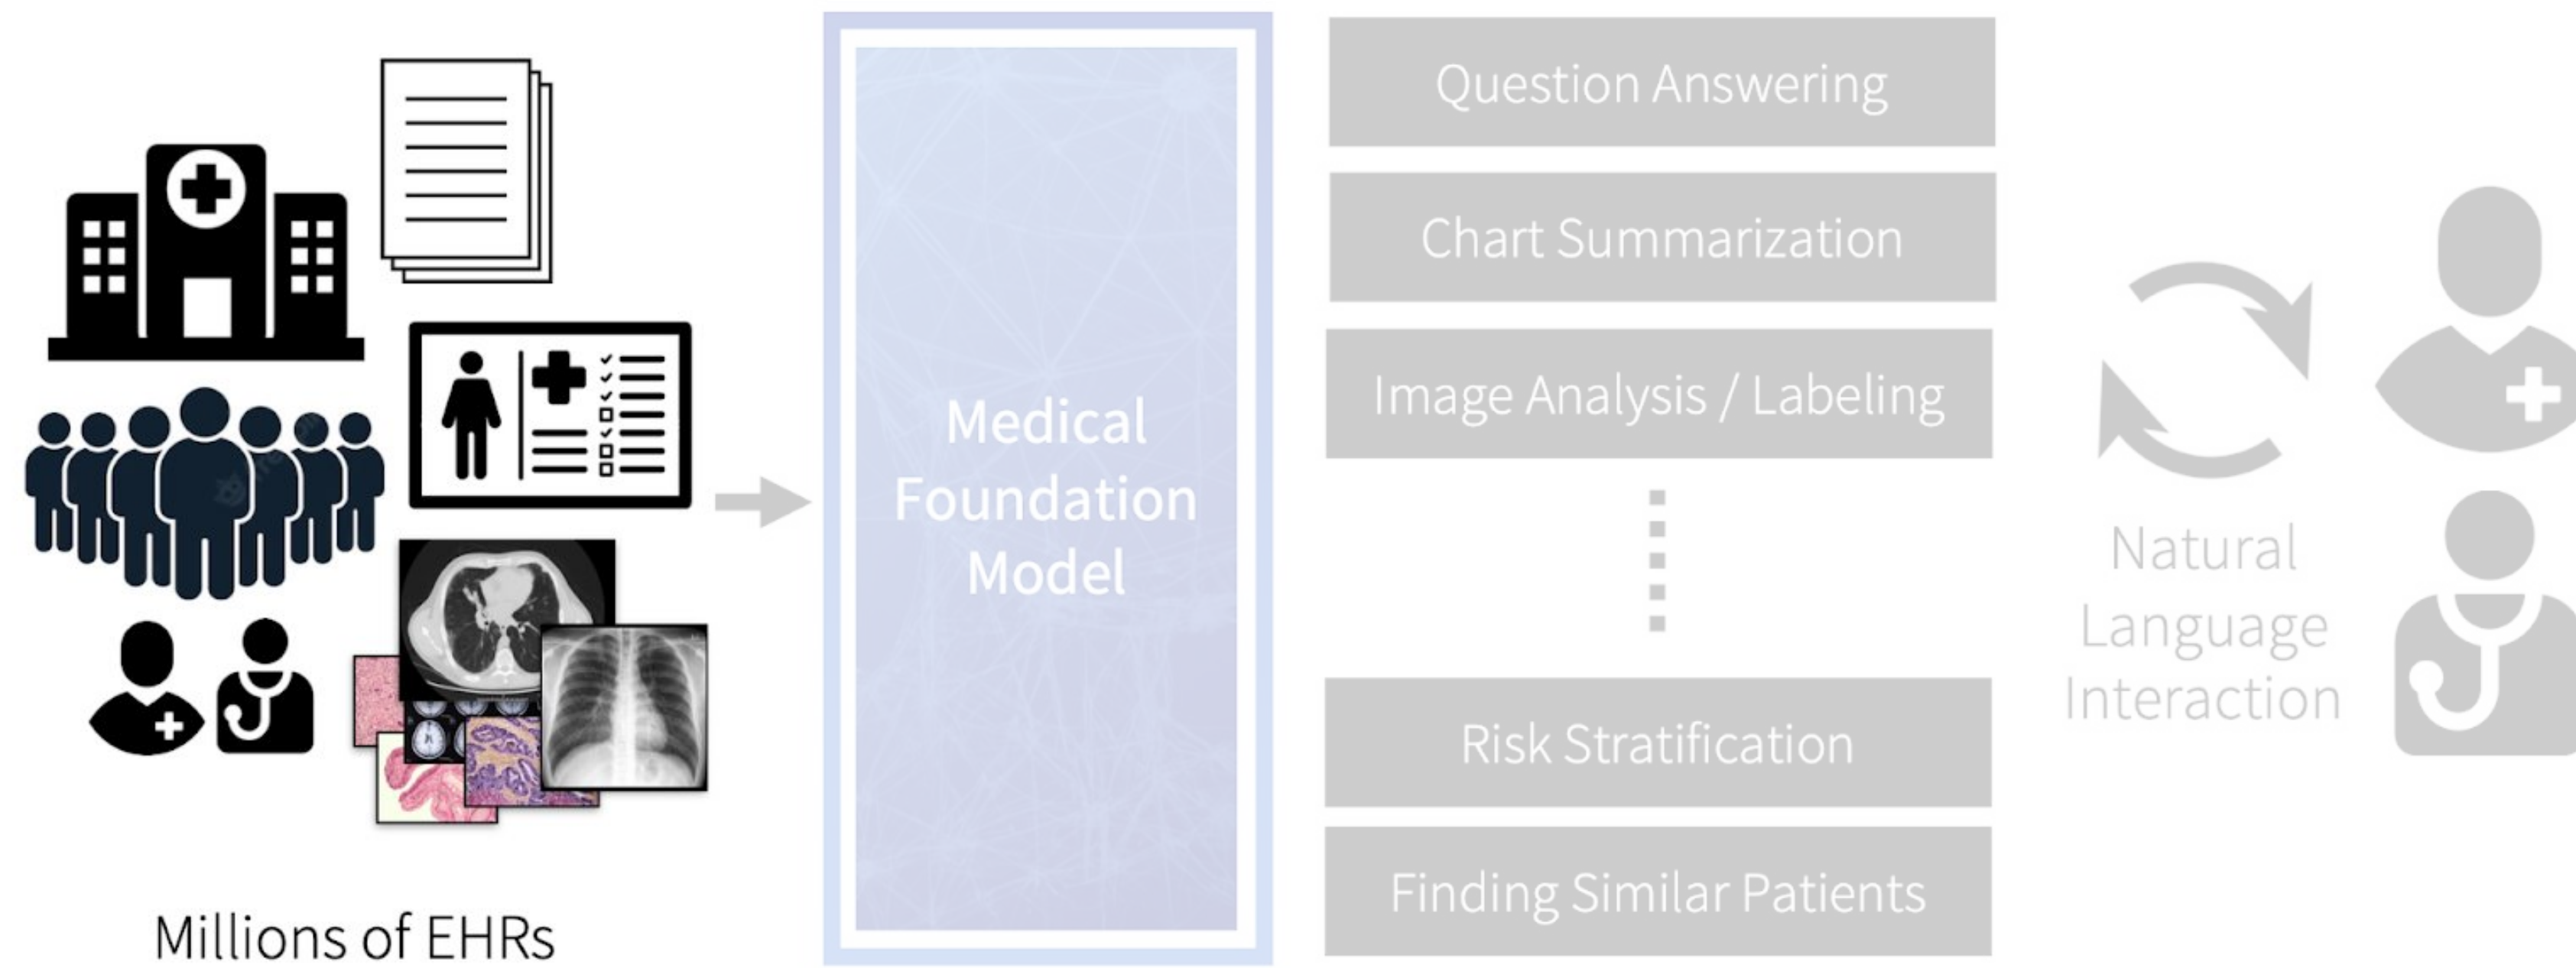 Question Answering
Chart Summarization
Image Analysis / Labeling
Medical
Foundation
Model
Natural
Language
Interaction
Risk Stratification
Finding Similar Patients
Millions of EHRs